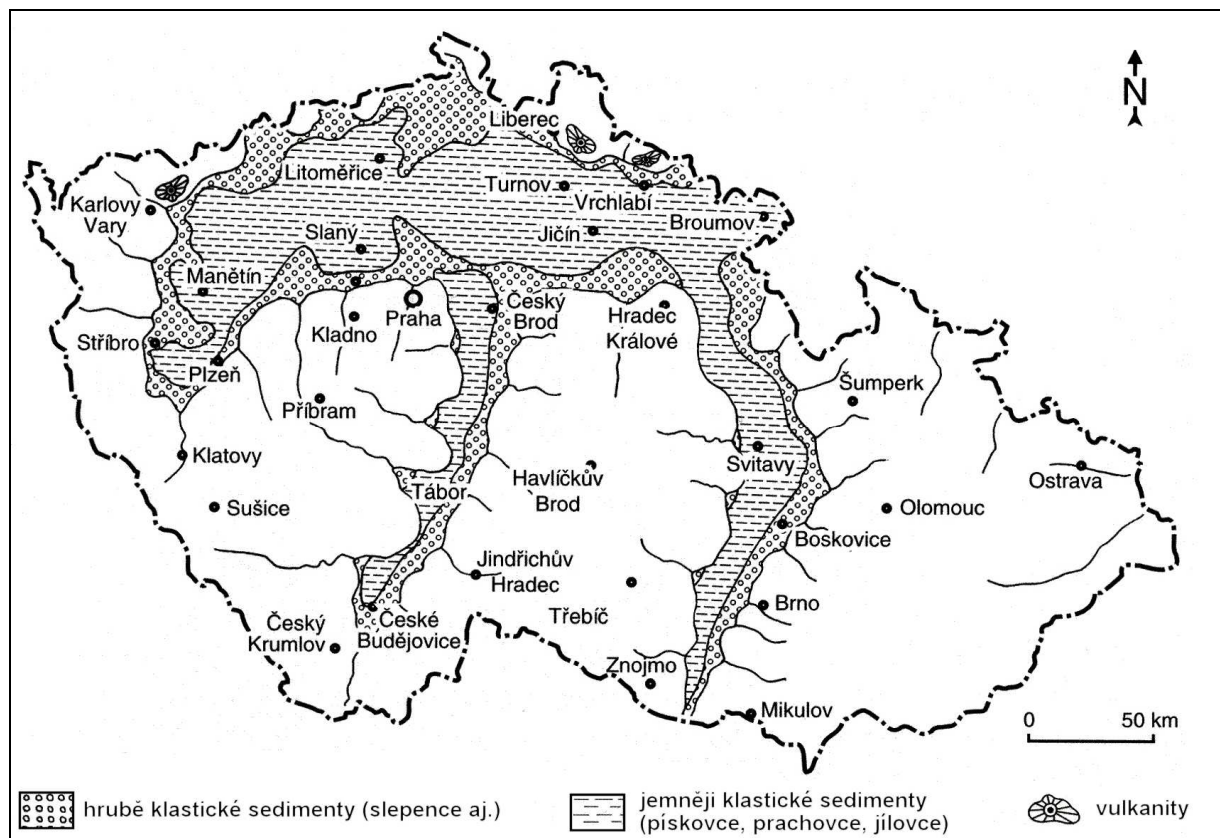 N
Liberec
Litoměřice
Turnov
Vrchlabí
Karlovy
Vary
Broumov
Slaný
Jičín
Manětín
Český
Brod
Praha
Kladno
Hradec
Králové
Stříbro
Plzeň
Šumperk
Příbram
Klatovy
Svitavy
Ostrava
Havlíčkův
Brod
Tábor
Sušice
Olomouc
Boskovice
Jindřichův
Hradec
Třebíč
Brno
České
Budějovice
Český
Krumlov
Znojmo
Mikulov
0 50 km
hrubě klastické sedimenty (slepence aj.)
jemněji klastické sedimenty
(pískovce, prachovce, jílovce)
vulkanity